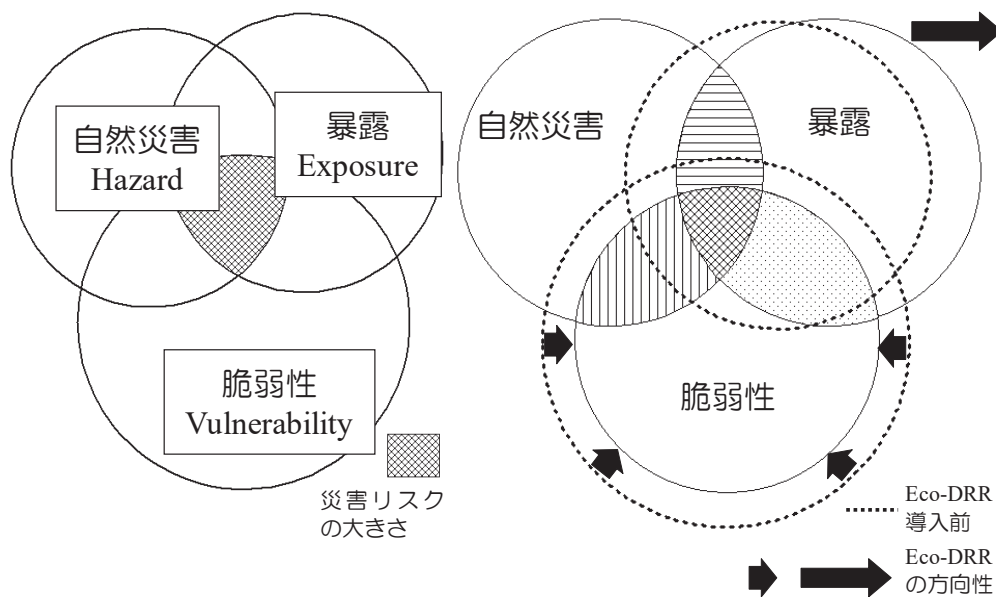 自然災害
Hazard
暴露
Exposure
脆弱性
Vulnerability
災害リスク
の大きさ
自然災害
暴露
脆弱性
Eco-DRR
導入前
Eco-DRR
の方向性